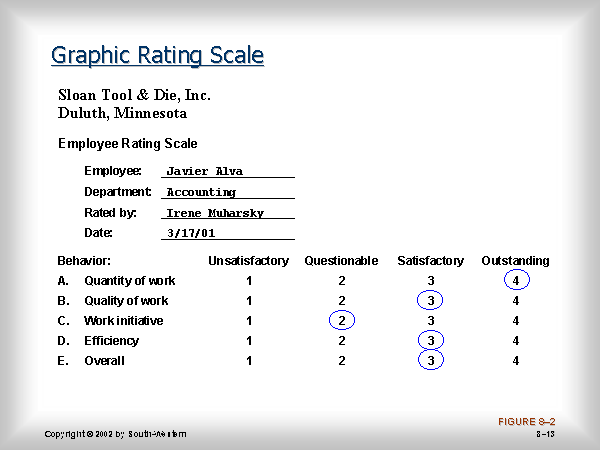 Graphic Rating Scale
Sloan Tool & Die, Inc.
Duluth, Minnesota
Employee Rating Scale
Employee: Javier Alva
Department: Accounting
Rated by: Irene Muharsky
Date: 3/17/01
Behavior: Unsatisfactory Questionable Satisfactory Outstanding
A. Quantity of work 1 2 3 4
B. Quality of work 1 2 3 4
C. Work initiative 1 2 3 4
D. Efficiency 1 2 3 4
E. Overall 1 2 3 4
FIGURE 8–2
Copyright © 2002 by South-Western 8–13